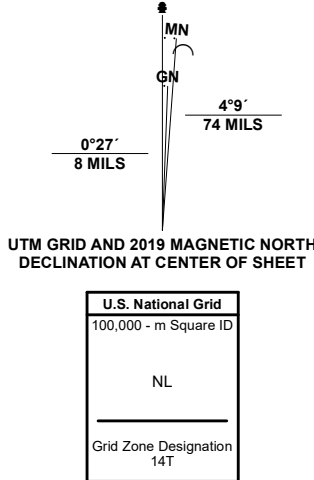 MN
GN
4°9´
74 MILS
0°27´
8 MILS
UTM GRID AND 2019 MAGNETIC NORTH
DECLINATION AT CENTER OF SHEET
U.S. National Grid
100,000 - m Square ID
NL
Grid Zone Designation
14T